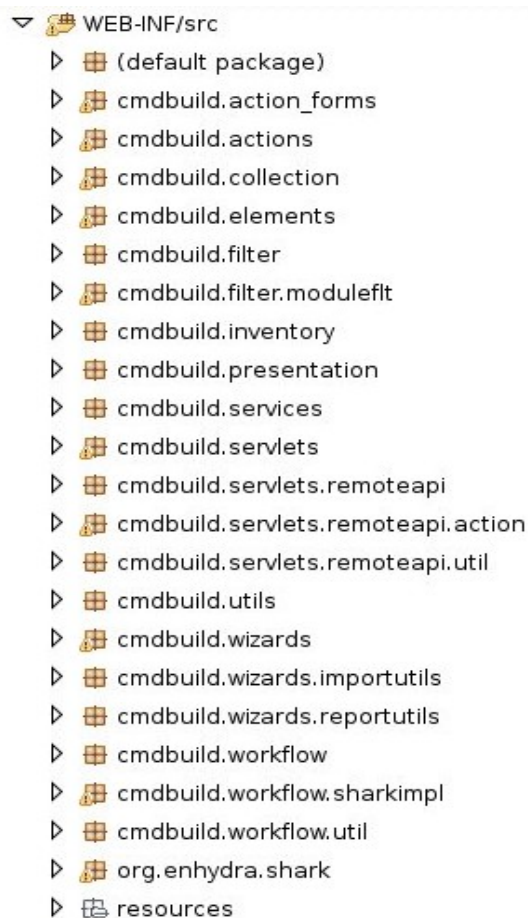 WEB-INF/src
(default package)
cmdbuild.action_forms
cmdbuild.actions
cmdbuild.collection
cmdbuild.elements
cmdbuild.filter
cmdbuild.filter.moduleflt
cmdbuild.inventory
cmdbuild.presentation
cmdbuild.services
cmdbuild.servlets
cmdbuild.servlets.remoteapi
cmdbuild.servlets.remoteapi.action
cmdbuild.servlets.remoteapi.util
cmdbuild.utils
cmdbuild.wizards
cmdbuild.wizards.importutils
cmdbuild.wizards.reportutils
cmdbuild.workflow
cmdbuild.workflow.sharkimpl
cmdbuild.workflow.util
org.enhydra.shark
resources